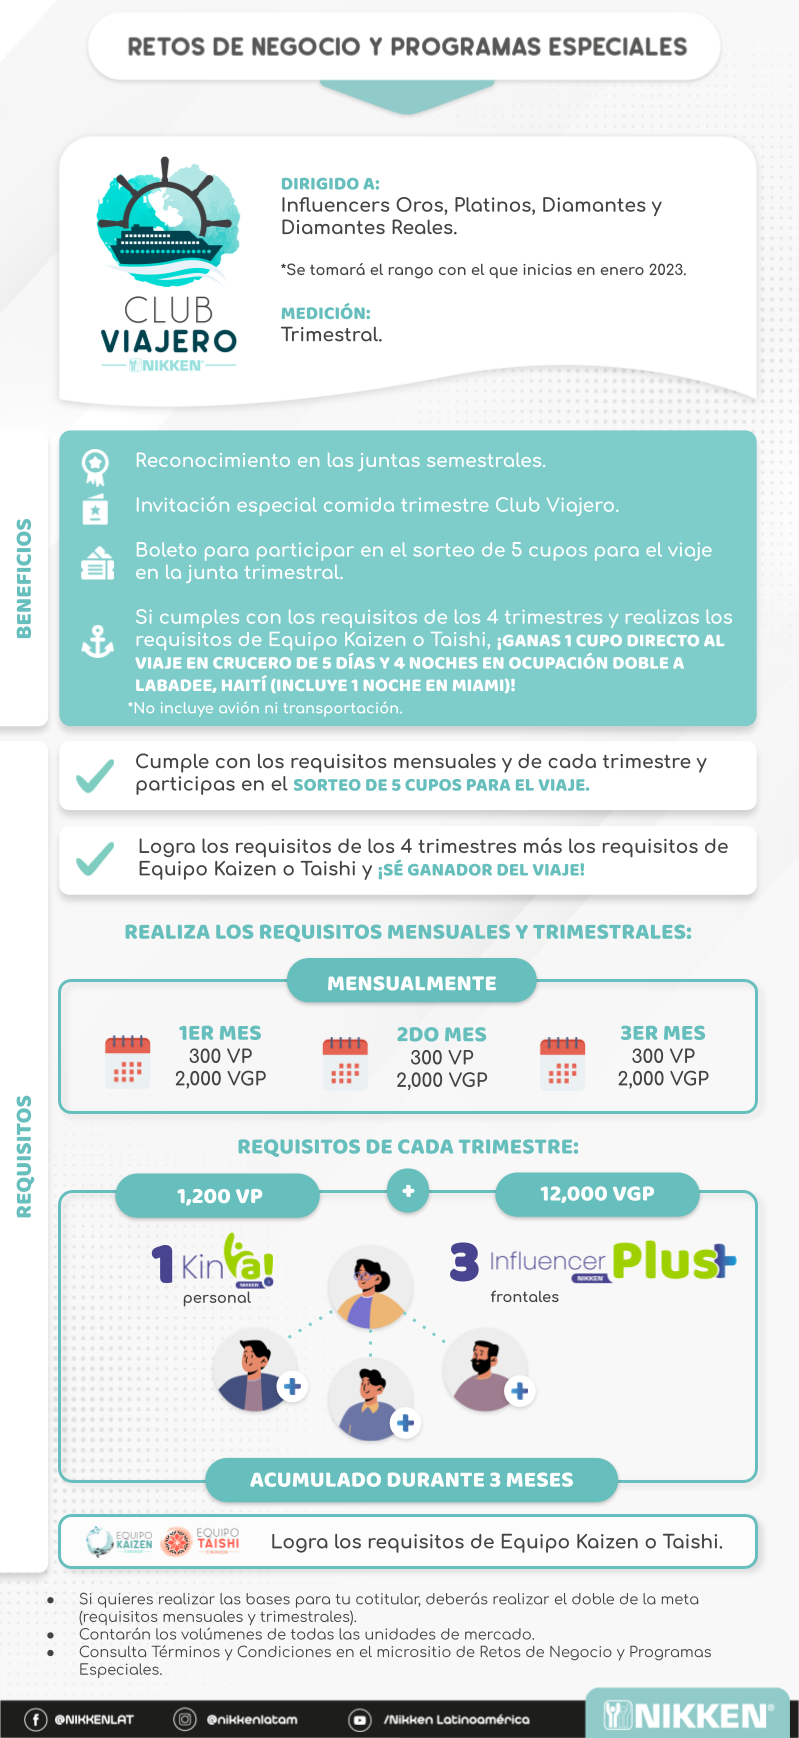 RETOS DE NEGOCIO Y PROGRAMAS ESPECIALES
CLUB
VIAJERO
NIKKEN
DIRIGIDO A:
Influencers Oros, Platinos, Diamantes y
Diamantes Reales.
*Se tomará el rango con el que inicias en enero 2023.
MEDICIÓN:
Trimestral.
BENEFICIOS
Reconocimiento en las juntas semestrales.
Invitación especial comida trimestre Club Viajero.
Boleto para participar en el sorteo de 5 cupos para el viaje
en la junta trimestral.
Si cumples con los requisitos de los 4 trimestres y realizas los
requisitos de Equipo Kaizen o Taishi, ¡GANAS 1 CUPO DIRECTO AL
VIAJE EN CRUCERO DE 5 DÍAS Y 4 NOCHES EN OCUPACIÓN DOBLE A
LABADEE, HAITÍ (INCLUYE 1 NOCHE EN MIAMI)!
*No incluye avión ni transportación.
REQUISITOS
Cumple con los requisitos mensuales y de cada trimestre y
participas en el SORTEO DE 5 CUPOS PARA EL VIAJE.
Logra los requisitos de los 4 trimestres más los requisitos de
Equipo Kaizen o Taishi y ¡SÉ GANADOR DEL VIAJE!
REALIZA LOS REQUISITOS MENSUALES Y TRIMESTRALES:
MENSUALMENTE
1ER MES
300 VP
2,000 VGP
2DO MES
300 VP
2,000 VGP
3ER MES
300 VP
2,000 VGP
REQUISITOS DE CADA TRIMESTRE:
1,200 VP
+
12,000 VGP
1 KinYa!
NIKKEN
personal
3 Influencer Plus+
NIKKEN
frontales
ACUMULADO DURANTE 3 MESES
EQUIPO
KAIZEN
EQUIPO
TAISHI
Logra los requisitos de Equipo Kaizen o Taishi.
● Si quieres realizar las bases para tu cotitular, deberás realizar el doble de la meta
(requisitos mensuales y trimestrales).
● Contarán los volúmenes de todas las unidades de mercado.
● Consulta Términos y Condiciones en el micrositio de Retos de Negocio y Programas
Especiales.
@NIKKENLAT
@nikkenlatam
/Nikken Latinoamérica
NIKKEN®